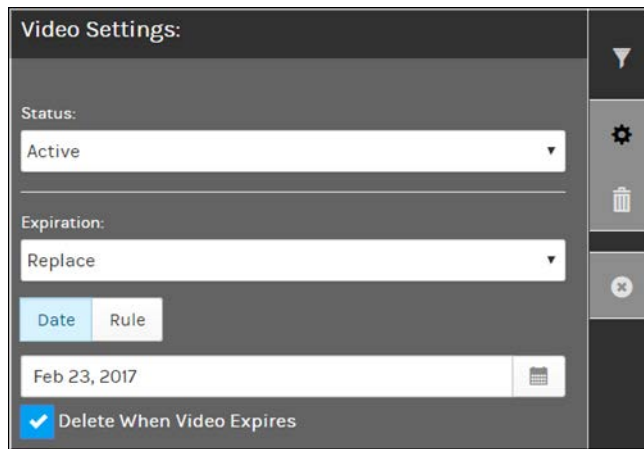 Video Settings:
Status:
Active
Expiration:
Replace
Date Rule
Feb 23, 2017
Delete When Video Expires